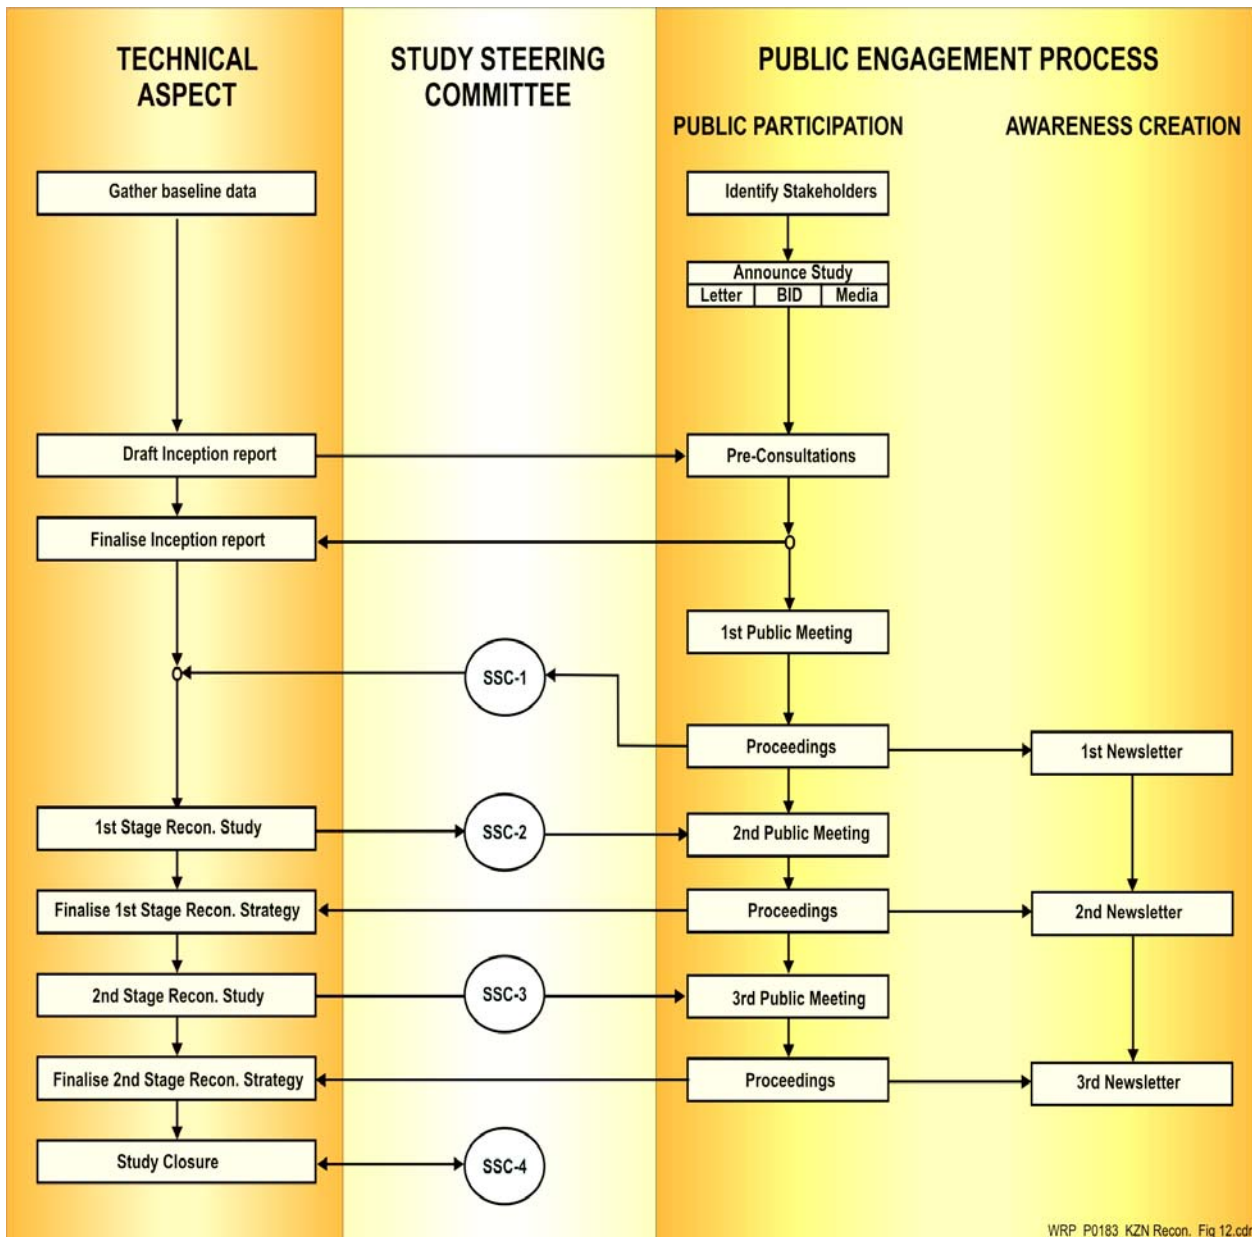 TECHNICAL
ASPECT
STUDY STEERING
COMMITTEE
PUBLIC ENGAGEMENT PROCESS
PUBLIC PARTICIPATION
AWARENESS CREATION
Gather baseline data
Identify Stakeholders
Announce Study
Letter
BID
Media
Draft Inception report
Pre-Consultations
Finalise Inception report
1st Public Meeting
SSC-1
Proceedings
1st Newsletter
1st Stage Recon. Study
SSC-2
2nd Public Meeting
Finalise 1st Stage Recon. Strategy
Proceedings
2nd Newsletter
2nd Stage Recon. Study
SSC-3
3rd Public Meeting
Finalise 2nd Stage Recon. Strategy
Proceedings
3rd Newsletter
Study Closure
SSC-4
WRP_P0183_KZN Recon._Fig 12.cdr